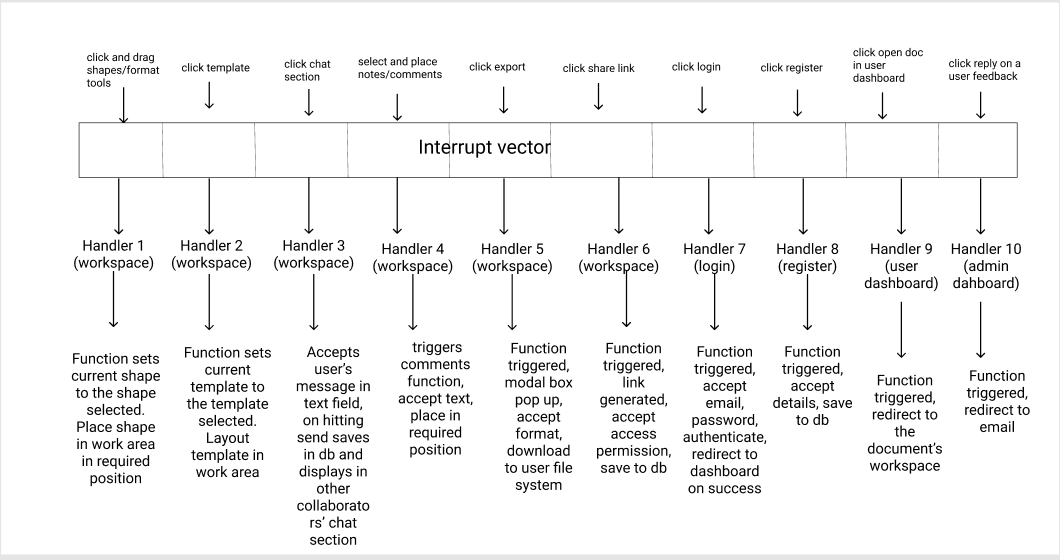 click and drag
shapes/format
tools
click template
click chat
section
select and place
notes/comments
click export
click share link
click login
click register
click open doc
in user
dashboard
click reply on a
user feedback
Interrupt vector
Handler 1
(workspace)
Handler 2
(workspace)
Handler 3
(workspace)
Handler 4
(workspace)
Handler 5
(workspace)
Handler 6
(workspace)
Handler 7
(login)
Handler 8
(register)
Handler 9
(user
dashboard)
Handler 10
(admin
dahboard)
Function sets
current shape
to the shape
selected.
Place shape
in work area
in required
position
Function sets
current
template to
the template
selected.
Layout
template in
work area
Accepts
user's
message in
text field,
on hitting
send saves
in db and
displays in
other
collaborato
rs' chat
section
triggers
comments
function,
accept text,
place in
required
position
Function
triggered,
modal box
pop up,
accept
format,
download
to user file
system
Function
triggered,
link
generated,
accept
access
permission,
save to db
Function
triggered,
accept
email,
password,
authenticate,
redirect to
dashboard
on success
Function
triggered,
accept
details, save
to db
Function
triggered,
redirect to
the
document's
workspace
Function
triggered,
redirect to
email